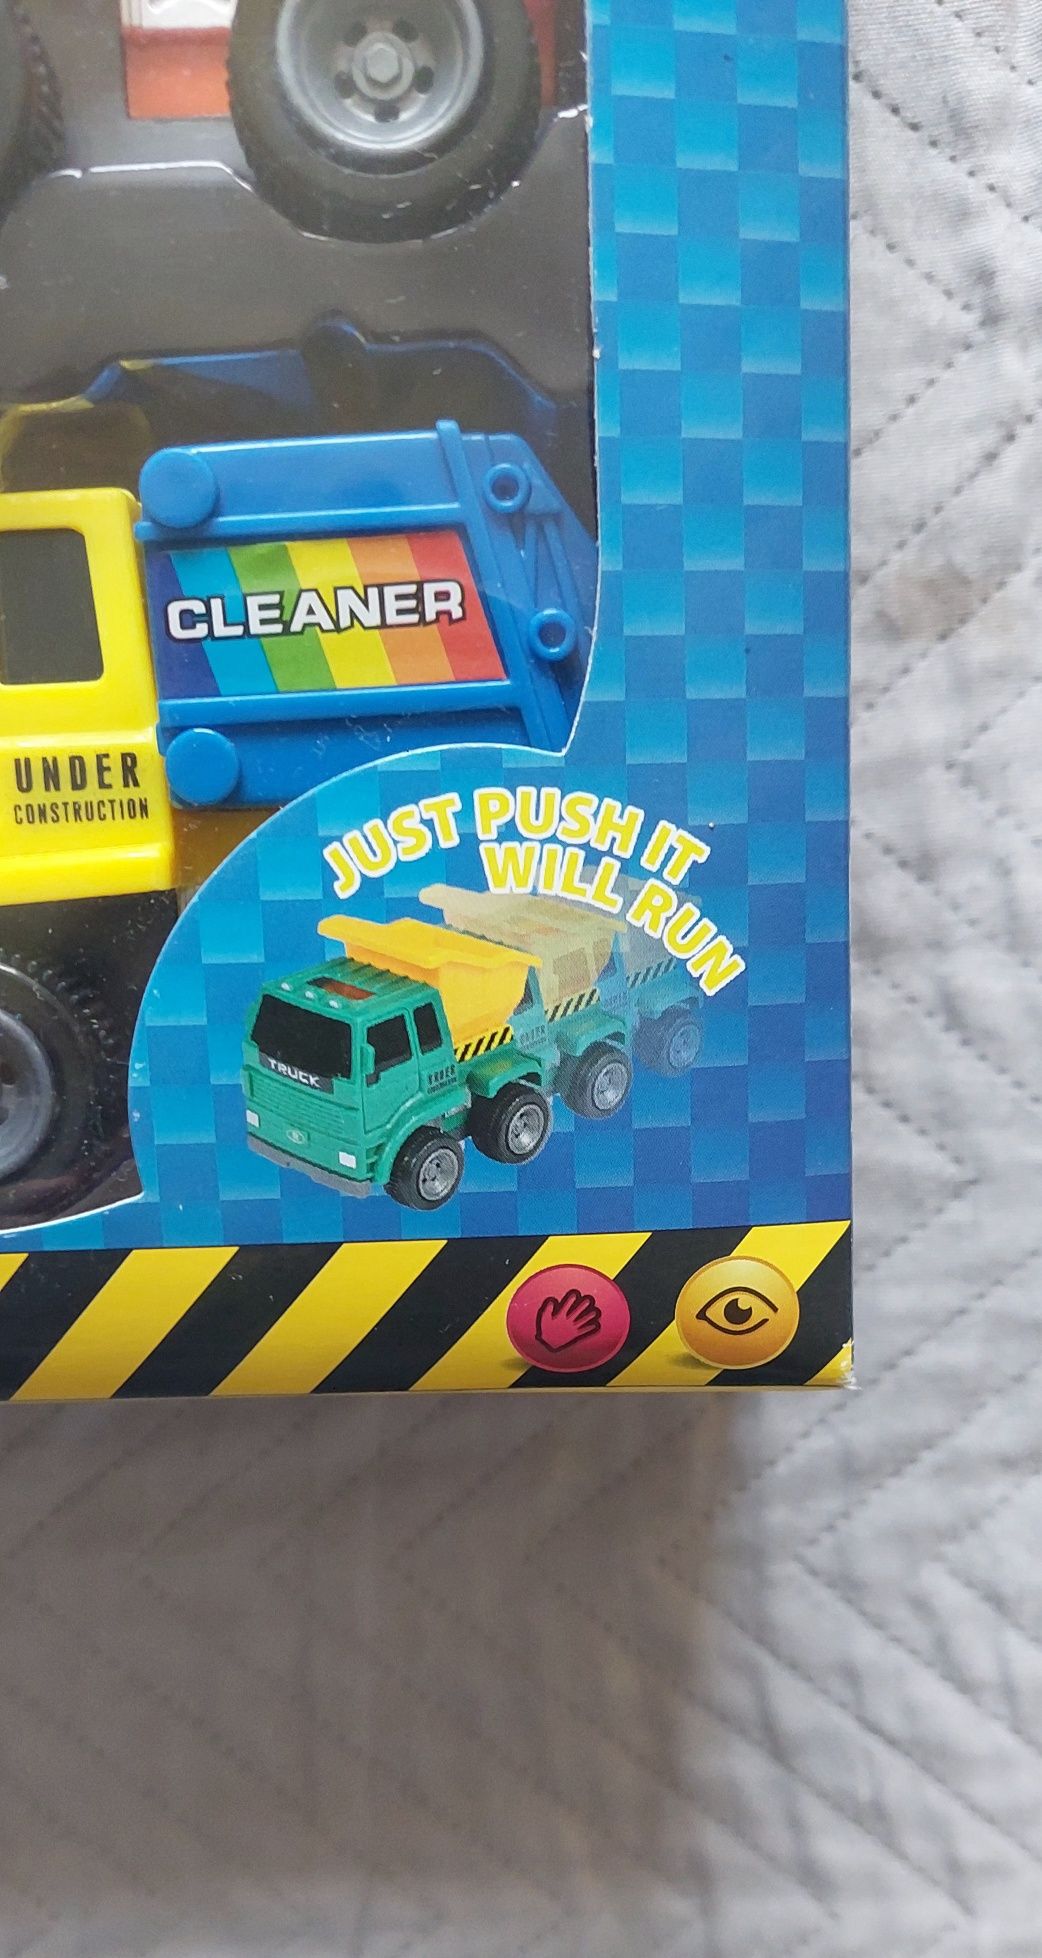 CLEANER
UNDER
CONSTRUCTION
JUST PUSH IT
WILL RUN
TRUCK